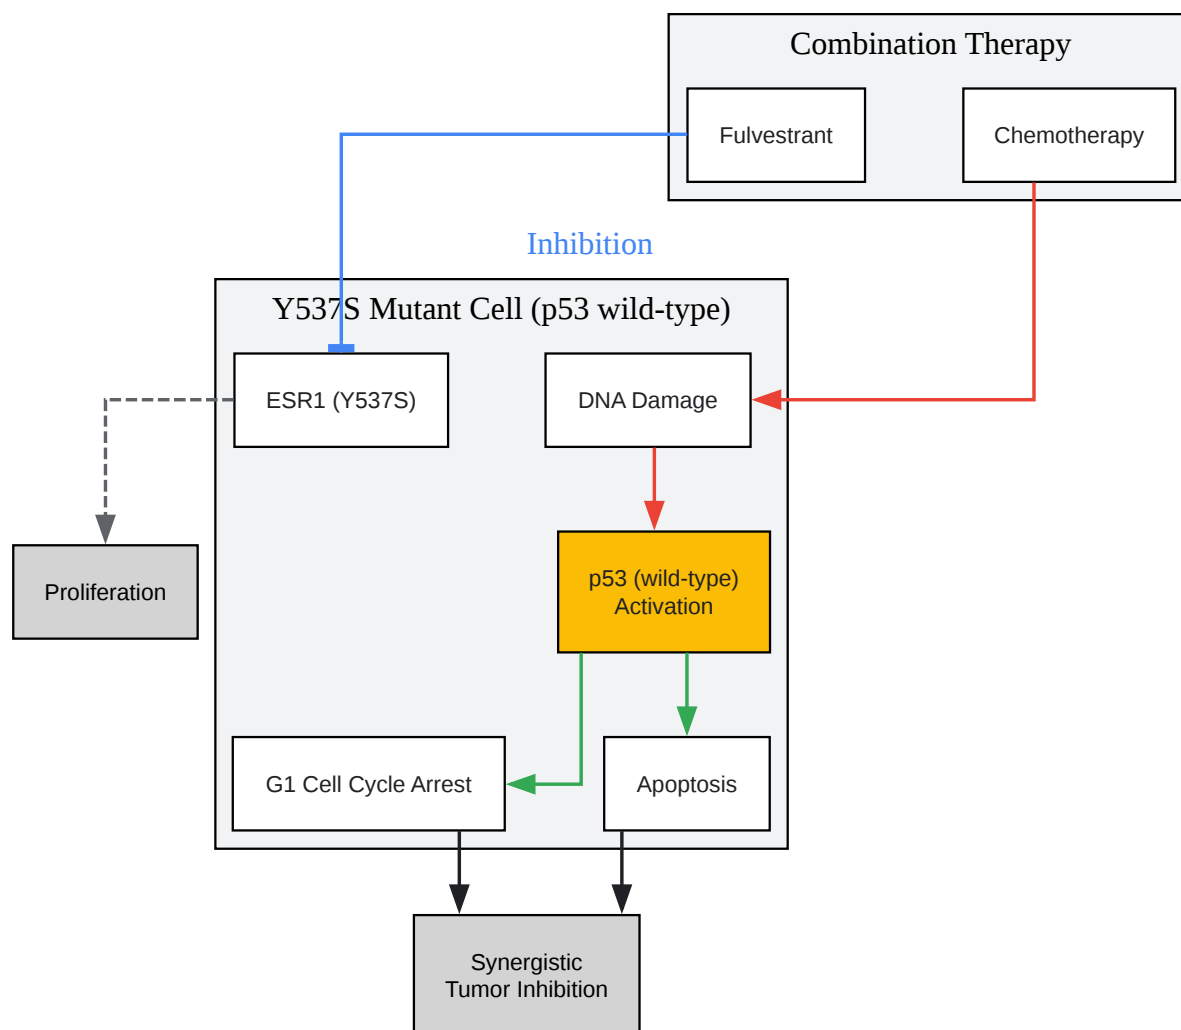 Combination Therapy
Fulvestrant
Chemotherapy
Inhibition
Y537S Mutant Cell (p53 wild-type)
ESR1 (Y537S)
DNA Damage
Proliferation
p53 (wild-type)
Activation
G1 Cell Cycle Arrest
Apoptosis
Synergistic
Tumor Inhibition